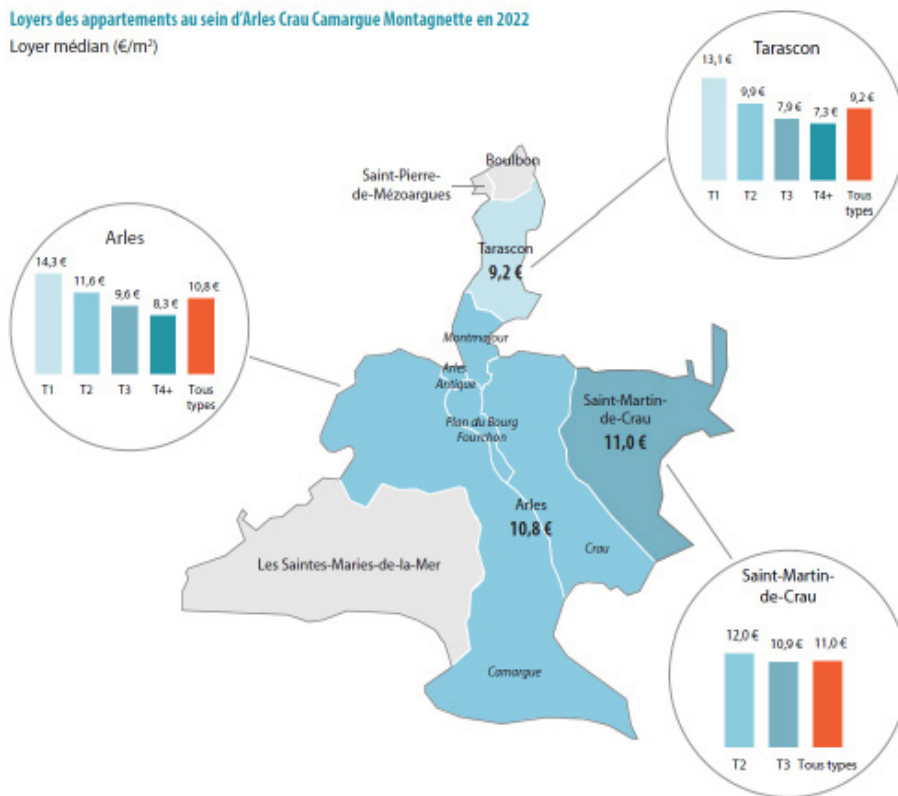 Loyers des appartements au sein d'Arles Crau Camargue Montagnette en 2022
Loyer médian (€/m²)
Tarascon
13,1 €
9,9 €
7,9 €
7,3 €
9,2 €
T1
T2
T3
T4+
Tous
types
Boulbon
Saint-Pierre-
de-Mézoargues
Tarascon
9,2 €
Arles
14,3 €
11,6 €
9,6 €
8,3 €
10,8 €
T1
T2
T3
T4+
Tous
types
Montmajour
Arles
Antique
Plan du Bourg
Fourchon
Saint-Martin-
de-Crau
11,0 €
Arles
10,8 €
Crau
Les Saintes-Maries-de-la-Mer
Camargue
Saint-Martin-
de-Crau
12,0 €
10,9 €
11,0 €
T2
T3
Tous types